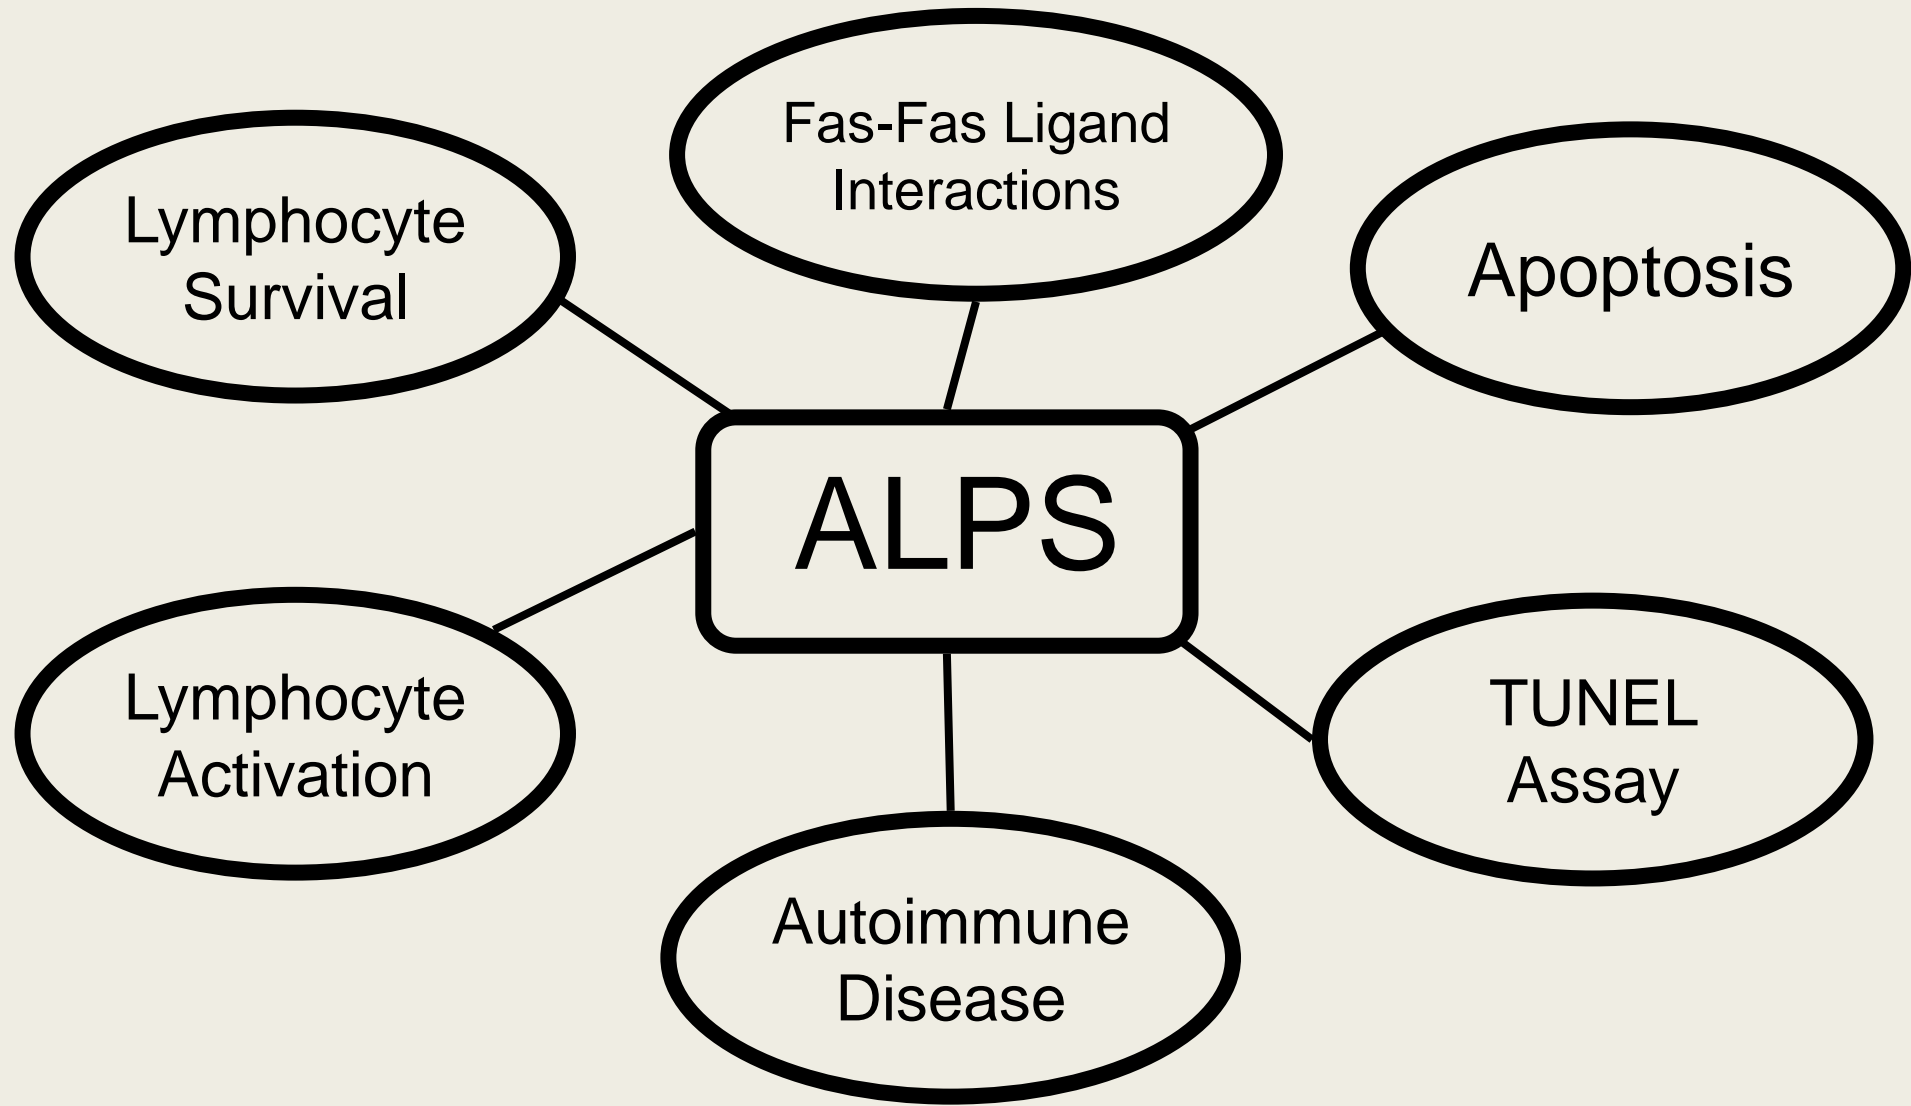 Fas-Fas Ligand
Interactions
Lymphocyte
Survival
Apoptosis
ALPS
Lymphocyte
Activation
TUNEL
Assay
Autoimmune
Disease